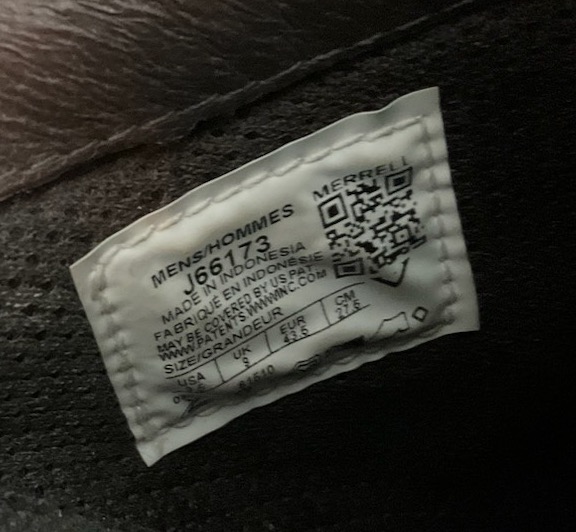 MERRELL
MENS/HOMMES
J66173
MADE IN INDONESIA
FABRIQUÉ EN INDONÉSIE
MAY BE COVERED BY US PAT
WWW.PATENTS.WWWINC.COM
SIZE/GRANDEUR
USA UK EUR CM
9 43.5 27.5